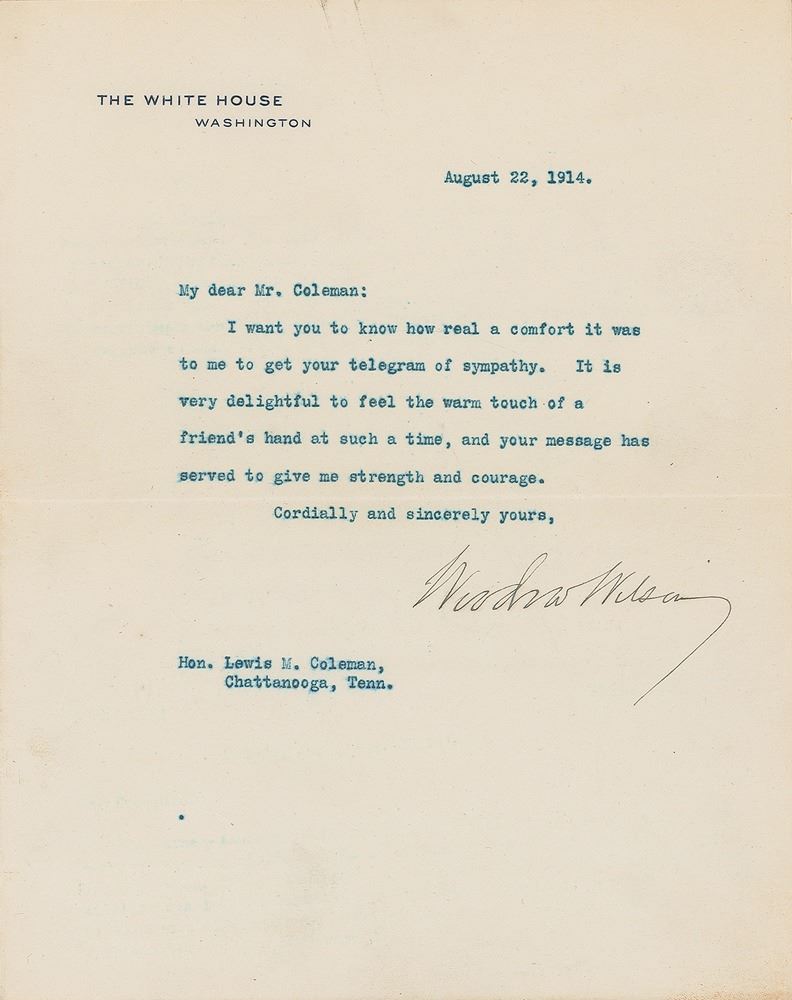 THE WHITE HOUSE
WASHINGTON
August 22, 1914.
My dear Mr. Coleman:
I want you to know how real a comfort it was
to me to get your telegram of sympathy. It is
very delightful to feel the warm touch of a
friend's hand at such a time, and your message has
served to give me strength and courage.
Cordially and sincerely yours,
Woodrow Wilson
Hon. Lewis M. Coleman,
Chattanooga, Tenn.